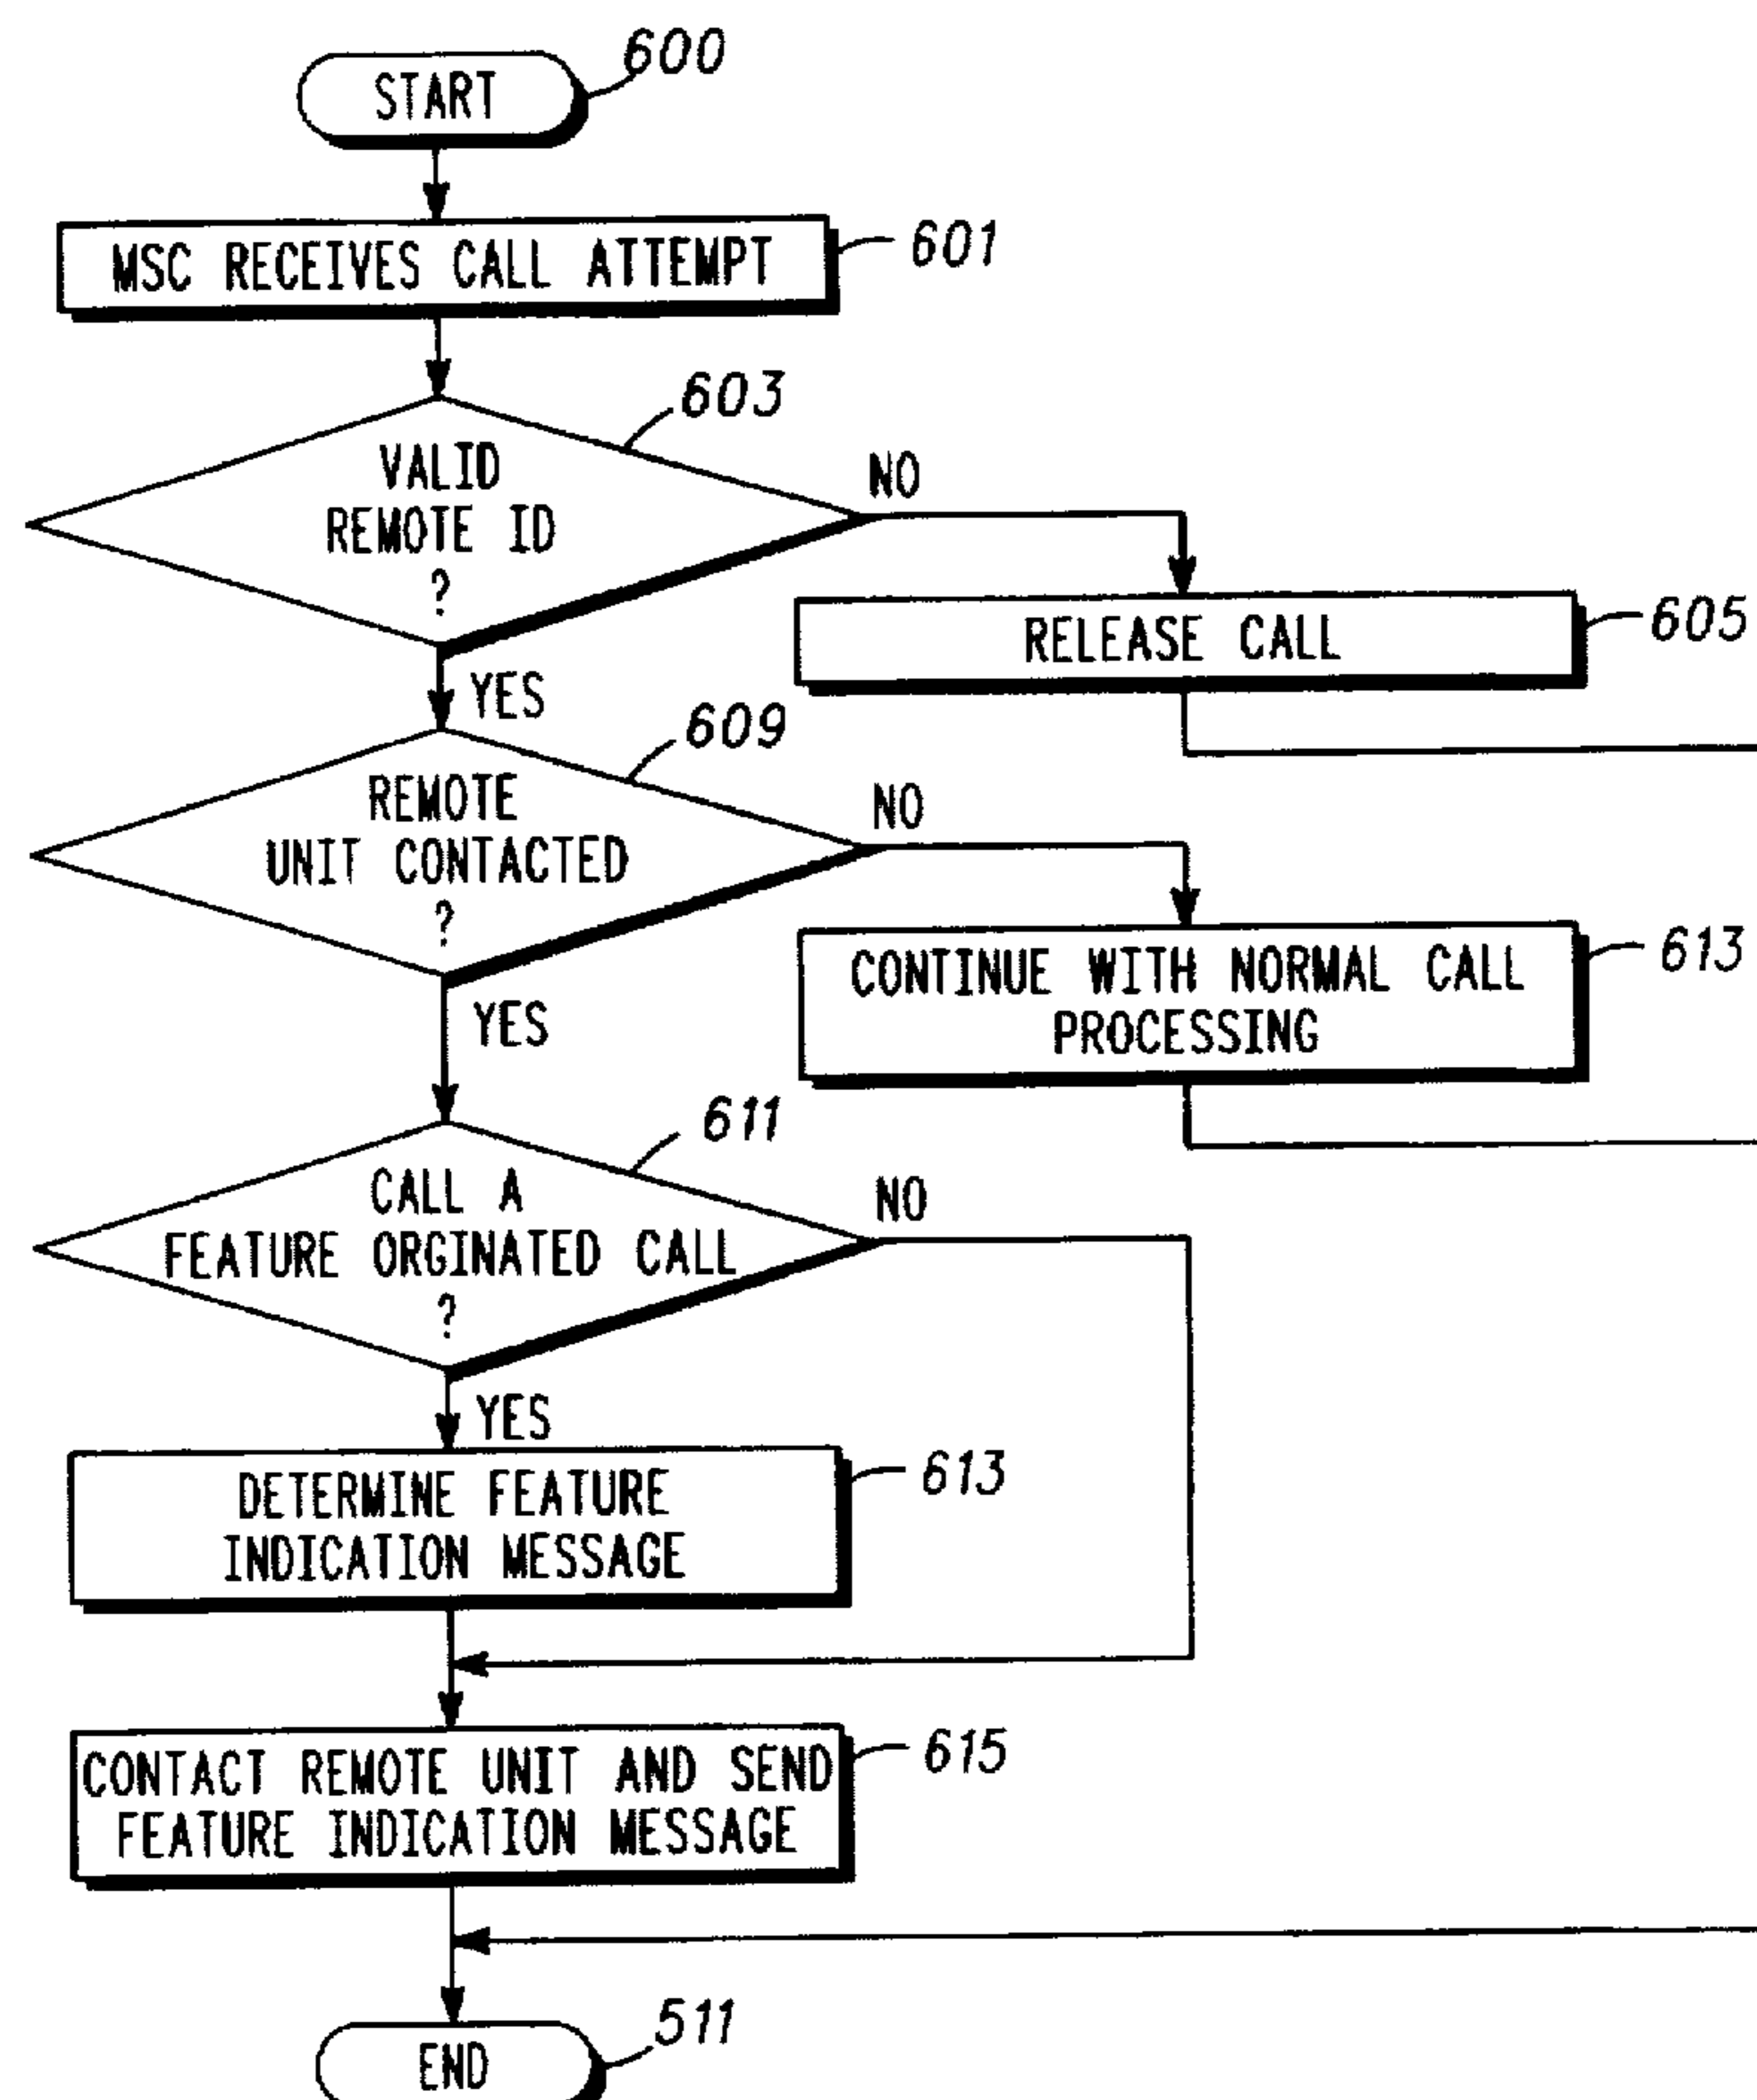 START
600
MSC RECEIVES CALL ATTEMPT
601
603
VALID
REMOTE ID
?
NO
YES
RELEASE CALL
605
609
REMOTE
UNIT CONTACTED
?
NO
YES
CONTINUE WITH NORMAL CALL
PROCESSING
613
611
CALL A
FEATURE ORGINATED CALL
?
NO
YES
DETERMINE FEATURE
INDICATION MESSAGE
613
CONTACT REMOTE UNIT AND SEND
FEATURE INDICATION MESSAGE
615
END
511